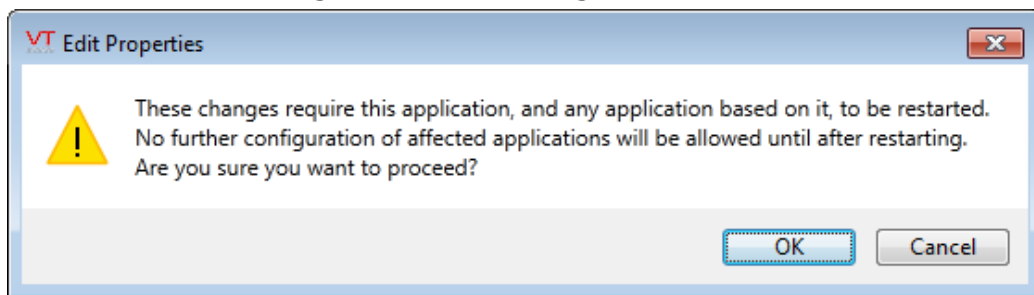 VT Edit Properties
These changes require this application, and any application based on it, to be restarted.
No further configuration of affected applications will be allowed until after restarting.
Are you sure you want to proceed?
OK Cancel